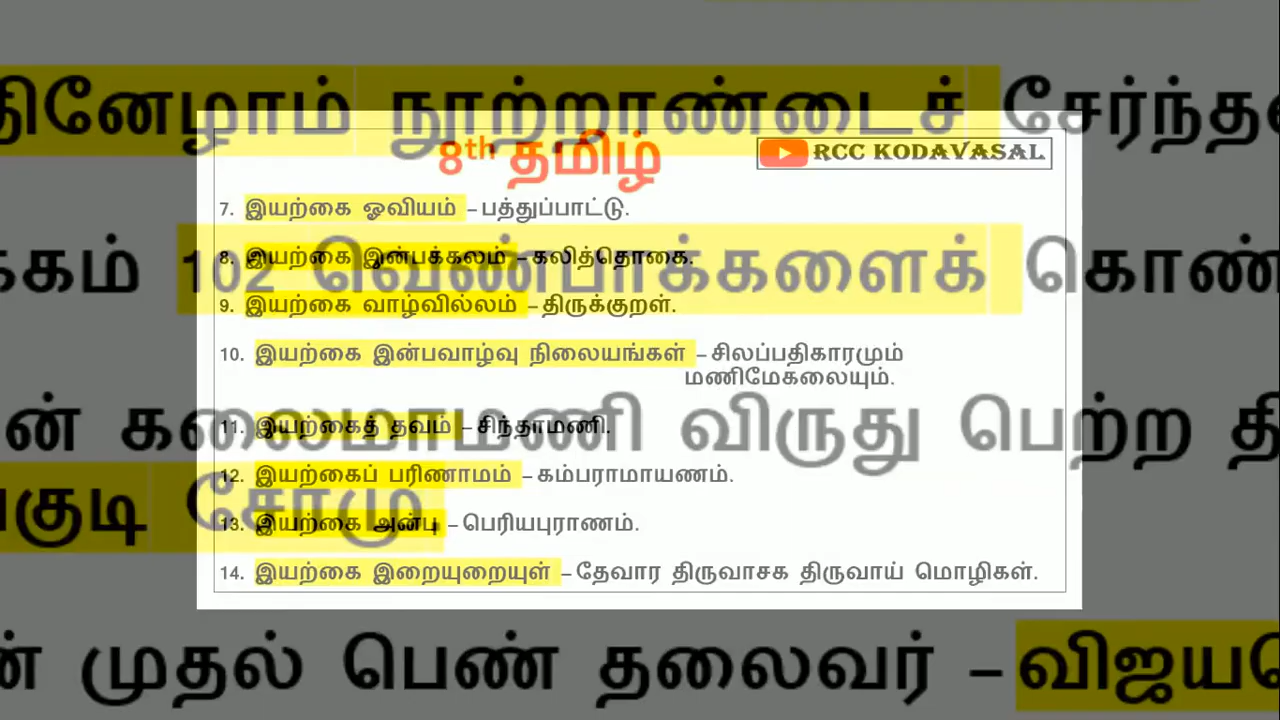 நூற்றாண்டைச்
8th தமிழ்
RCC KODAVASAL
7. இயற்கை ஓவியம் – பத்துப்பாட்டு.
8. இயற்கை இன்பக்கலம் – கலித்தொகை.
102 வெண்பாக்களைக்
9. இயற்கை வாழ்வில்லம் – திருக்குறள்.
10. இயற்கை இன்பவாழ்வு நிலையங்கள் – சிலப்பதிகாரமும்
மணிமேகலையும்.
கலைமாமணி விருது பெற்ற
11. இயற்கைத் தவம் – சிந்தாமணி.
12. இயற்கைப் பரிணாமம் – கம்பராமாயணம்.
13. இயற்கை அன்பு – பெரியபுராணம்.
14. இயற்கை இறையுறையுள் – தேவார திருவாசக திருவாய் மொழிகள்.
முதல் பெண் தலைவர் –